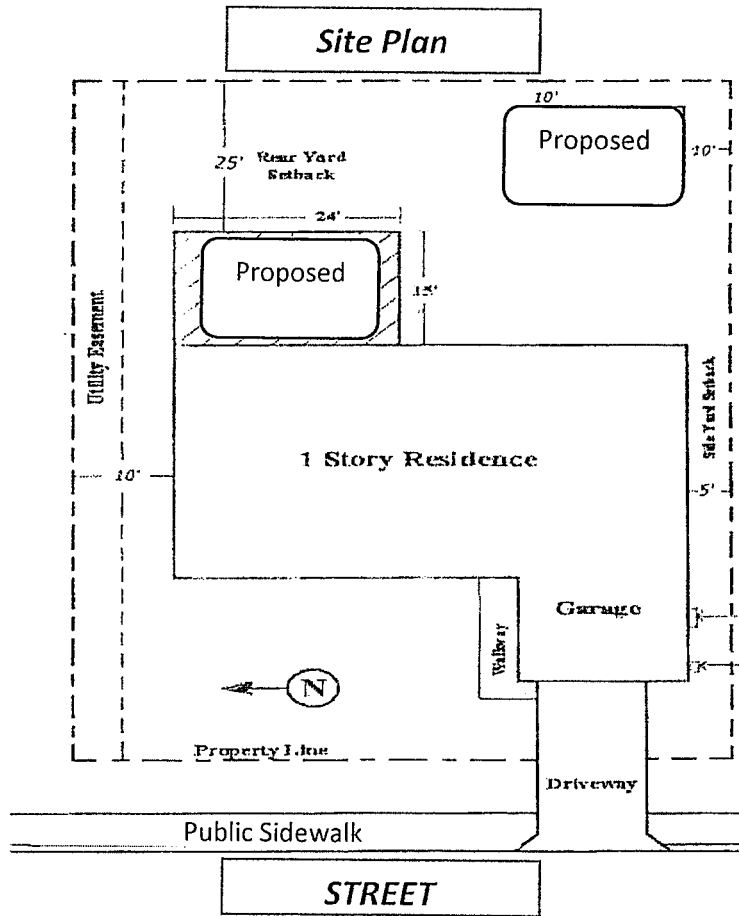 Site Plan
10'
Proposed
10'
25'
Rear Yard
Setback
24'
Proposed
15'
Utility Easement
Side Yard Setback
1 Story Residence
10'
5'
Garage
Walkway
N
Property Line
Driveway
Public Sidewalk
STREET